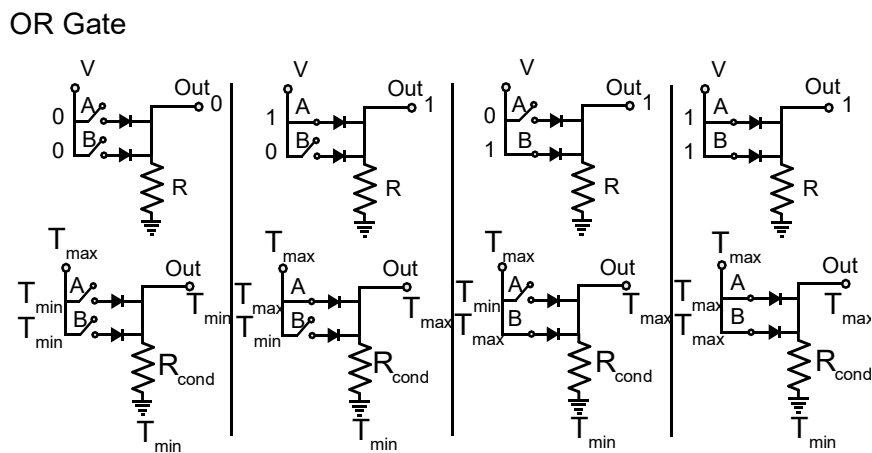 OR Gate
V
Out
0 A 0
0 B
R
V
Out
1 A 1
0 B
R
V
Out
0 A 1
1 B
R
V
Out
1 A 1
1 B
R
T max
Out
T min A T min
T min B
R cond
T min
T max
Out
T max A T max
T min B
R cond
T min
T max
Out
T min A T max
T max B
R cond
T min
T max
Out
T max A T max
T max B
R cond
T min